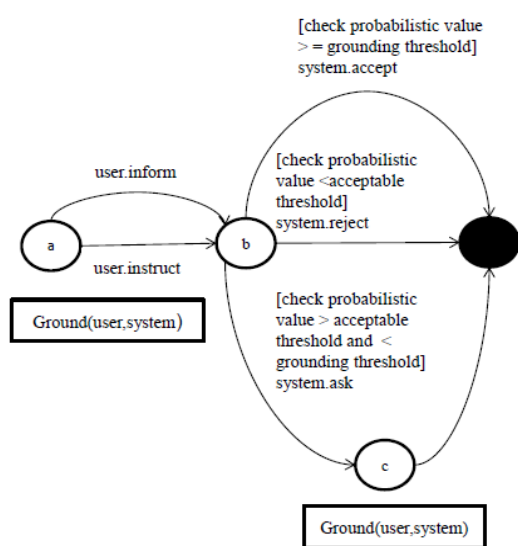 [check probabilistic value
> = grounding threshold]
system.accept
user.inform
[check probabilistic
value <acceptable
threshold]
system.reject
a
b
user.instruct
Ground(user,system)
[check probabilistic
value > acceptable
threshold and <
grounding threshold]
system.ask
c
Ground(user,system)